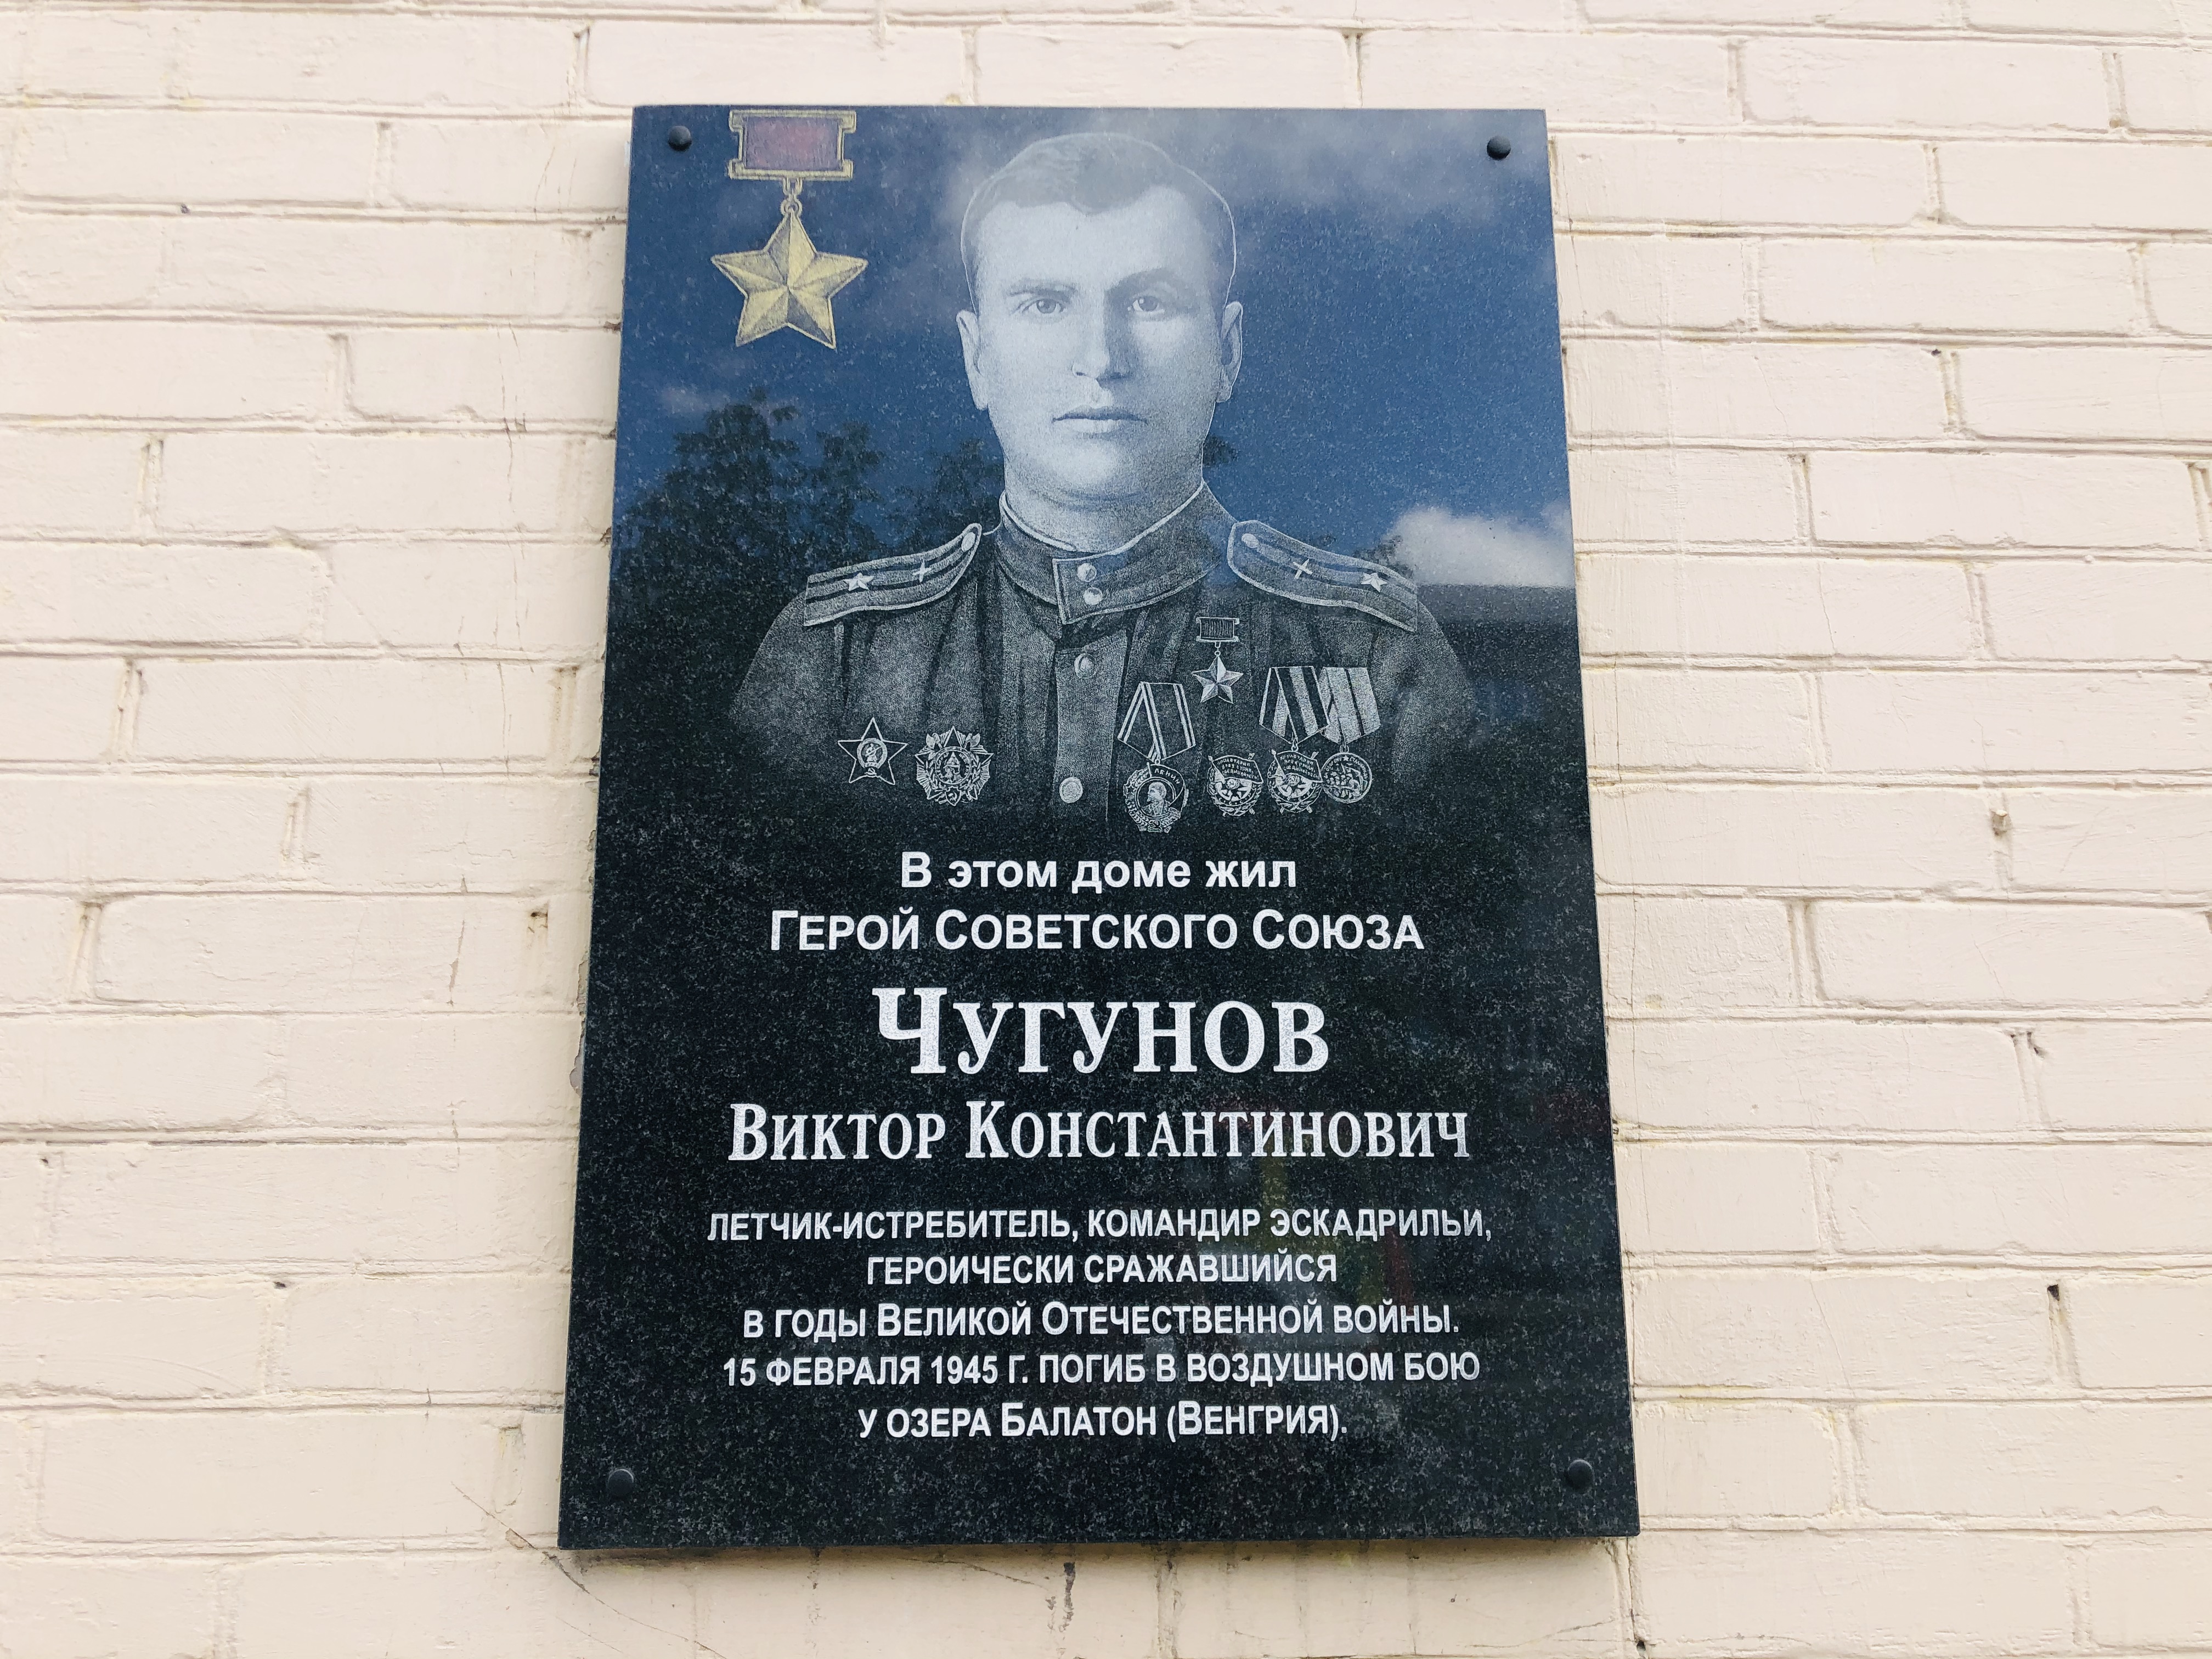 В этом доме жил
Герой Советского Союза
Чугунов
Виктор Константинович
летчик-истребитель, командир эскадрильи,
героически сражавшийся
в годы Великой Отечественной войны.
15 февраля 1945 г. погиб в воздушном бою
у озера Балатон (Венгрия).